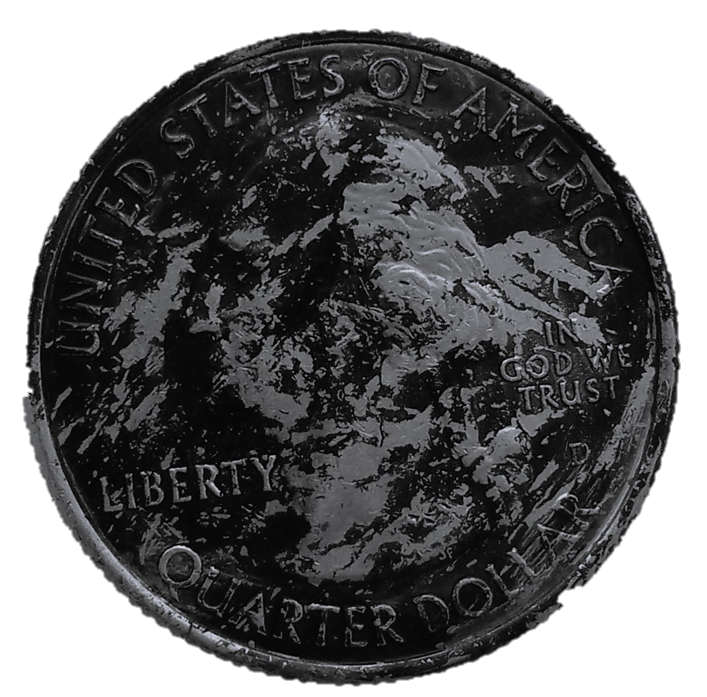 UNITED STATES OF AMERICA
LIBERTY
IN
GOD WE
TRUST
D
QUARTER DOLLAR